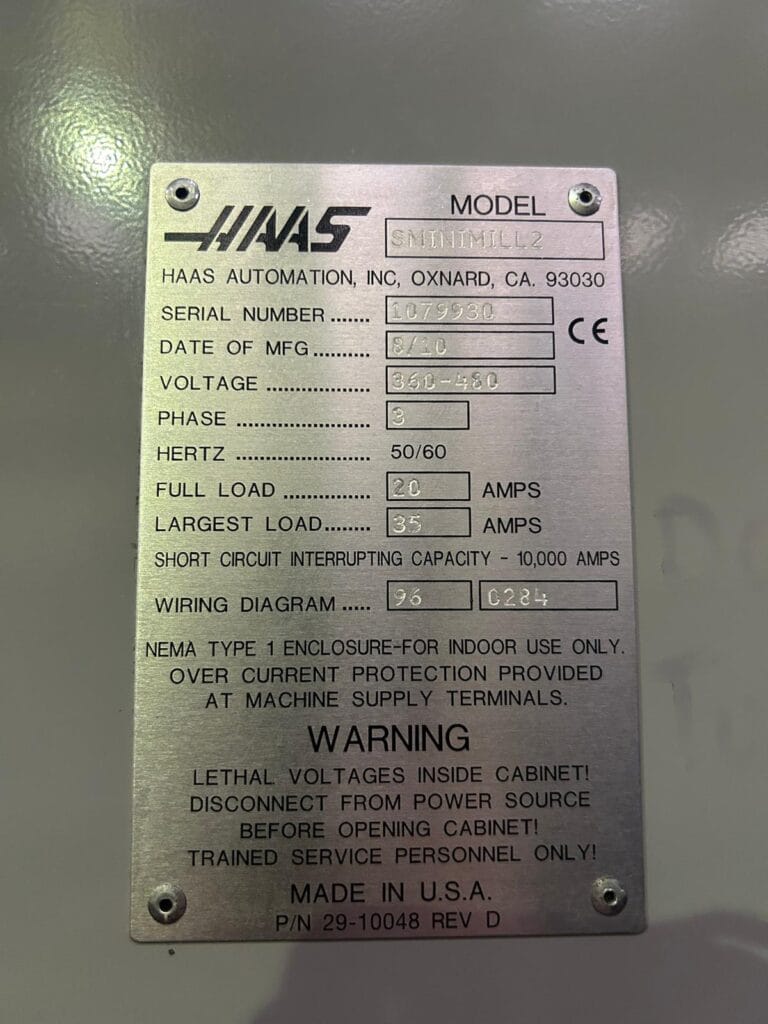 HAAS
MODEL
SMINIMILL2
HAAS AUTOMATION, INC, OXNARD, CA. 93030
SERIAL NUMBER ....... 1079930
CE
DATE OF MFG.......... 8/10
VOLTAGE .................. 360-480
PHASE ....................... 3
HERTZ ....................... 50/60
FULL LOAD ............... 20 AMPS
LARGEST LOAD........ 35 AMPS
SHORT CIRCUIT INTERRUPTING CAPACITY - 10,000 AMPS
WIRING DIAGRAM ..... 96 0284
NEMA TYPE 1 ENCLOSURE-FOR INDOOR USE ONLY.
OVER CURRENT PROTECTION PROVIDED
AT MACHINE SUPPLY TERMINALS.
WARNING
LETHAL VOLTAGES INSIDE CABINET!
DISCONNECT FROM POWER SOURCE
BEFORE OPENING CABINET!
TRAINED SERVICE PERSONNEL ONLY!
MADE IN U.S.A.
P/N 29-10048 REV D